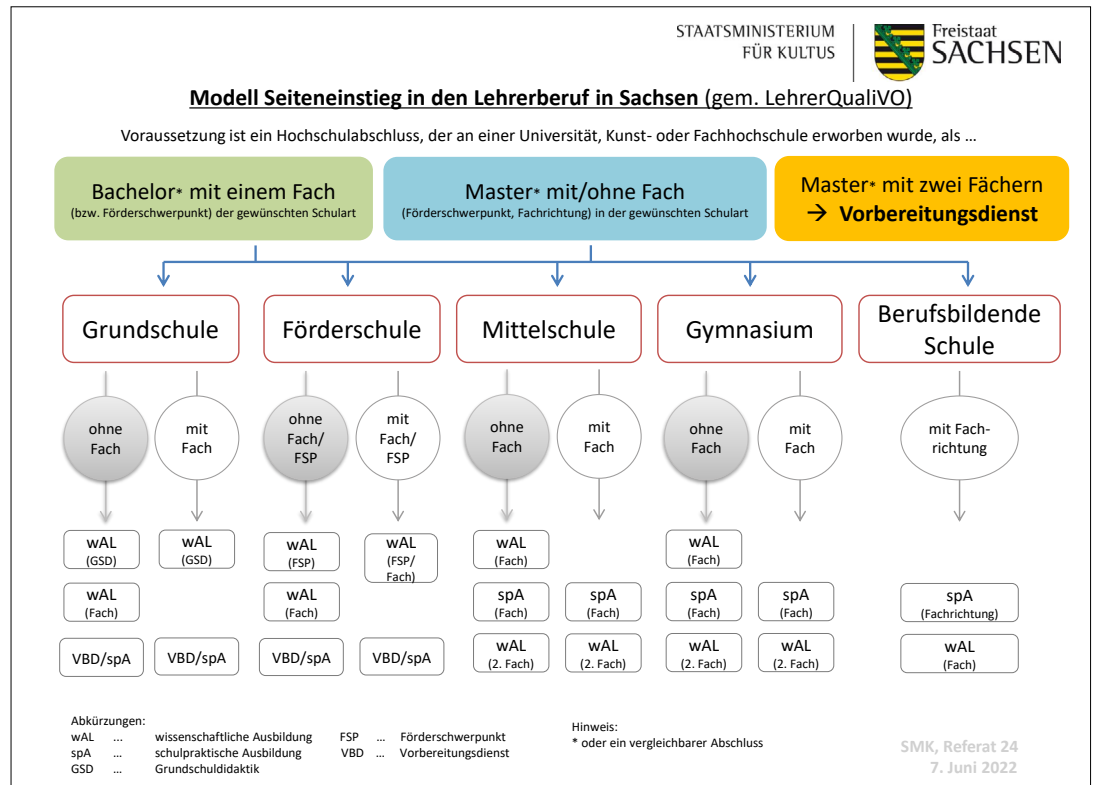 STAATSMINISTERIUM
FÜR KULTUS
Freistaat
SACHSEN
Modell Seiteneinstieg in den Lehrerberuf in Sachsen (gem. LehrerQualiVO)
Voraussetzung ist ein Hochschulabschluss, der an einer Universität, Kunst- oder Fachhochschule erworben wurde, als …
Bachelor* mit einem Fach
(bzw. Förderschwerpunkt) der gewünschten Schulart
Master* mit/ohne Fach
(Förderschwerpunkt, Fachrichtung) in der gewünschten Schulart
Master* mit zwei Fächern
→ Vorbereitungsdienst
Grundschule
Förderschule
Mittelschule
Gymnasium
Berufsbildende
Schule
ohne
Fach
mit
Fach
ohne
Fach/
FSP
mit
Fach/
FSP
ohne
Fach
mit
Fach
ohne
Fach
mit
Fach
mit Fach-
richtung
wAL
(GSD)
wAL
(GSD)
wAL
(FSP)
wAL
(FSP/
Fach)
wAL
(Fach)
wAL
(Fach)
wAL
(Fach)
wAL
(Fach)
spA
(Fach)
spA
(Fach)
spA
(Fach)
spA
(Fach)
spA
(Fachrichtung)
VBD/spA
VBD/spA
VBD/spA
VBD/spA
wAL
(2. Fach)
wAL
(2. Fach)
wAL
(2. Fach)
wAL
(2. Fach)
wAL
(Fach)
Abkürzungen:
wAL ... wissenschaftliche Ausbildung FSP ... Förderschwerpunkt
spA ... schulpraktische Ausbildung VBD ... Vorbereitungsdienst
GSD ... Grundschuldidaktik
Hinweis:
* oder ein vergleichbarer Abschluss
SMK, Referat 24
7. Juni 2022